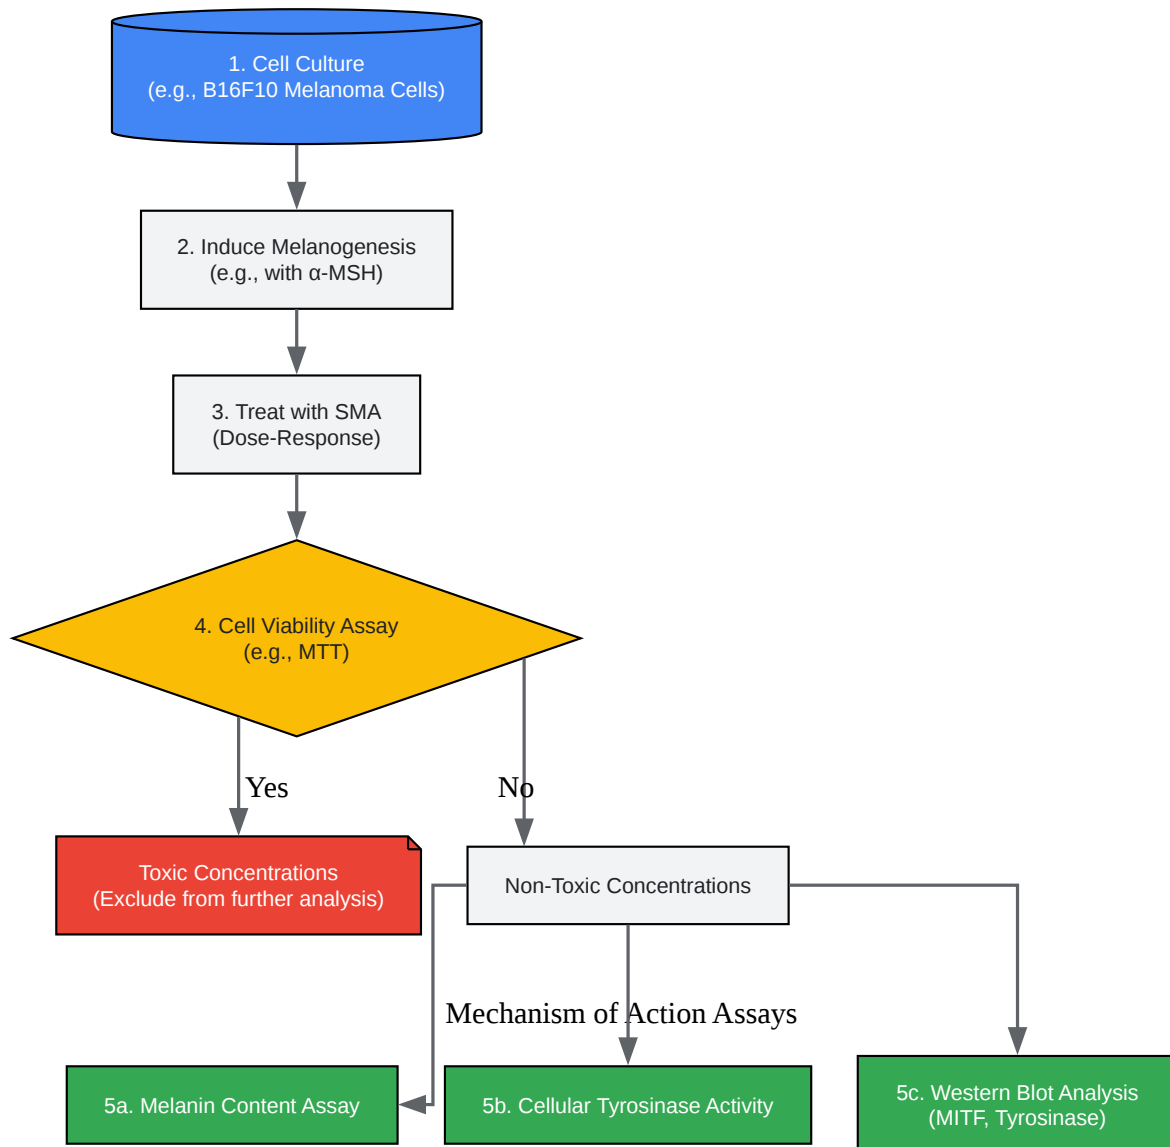 1. Cell Culture
(e.g., B16F10 Melanoma Cells)
2. Induce Melanogenesis
(e.g., with α-MSH)
3. Treat with SMA
(Dose-Response)
4. Cell Viability Assay
(e.g., MTT)
Yes
No
Toxic Concentrations
(Exclude from further analysis)
Non-Toxic Concentrations
Mechanism of Action Assays
5a. Melanin Content Assay
5b. Cellular Tyrosinase Activity
5c. Western Blot Analysis
(MITF, Tyrosinase)